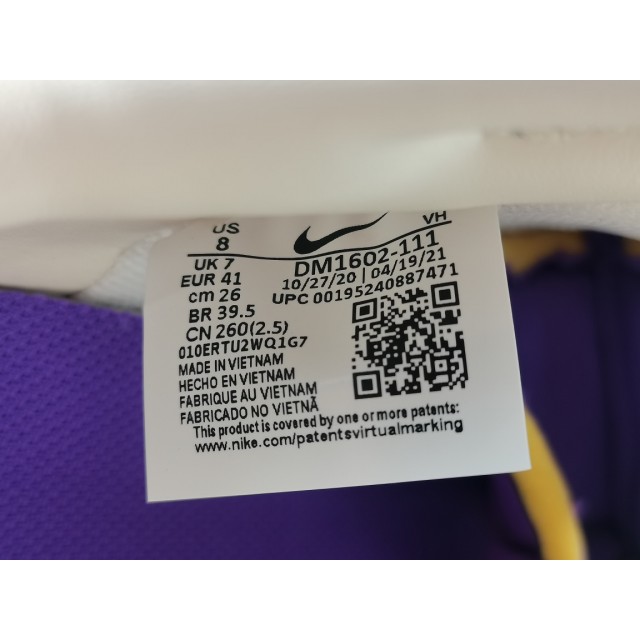 US
8
VH
UK 7
EUR 41
cm 26
BR 39.5
CN 260(2.5)
010ERTU2WQ1G7
DM1602-111
10/27/20 | 04/19/21
UPC 00195240887471
MADE IN VIETNAM
HECHO EN VIETNAM
FABRIQUE AU VIETNAM
FABRICADO NO VIETNÃ
This product is covered by one or more patents:
www.nike.com/patentsvirtualmarking